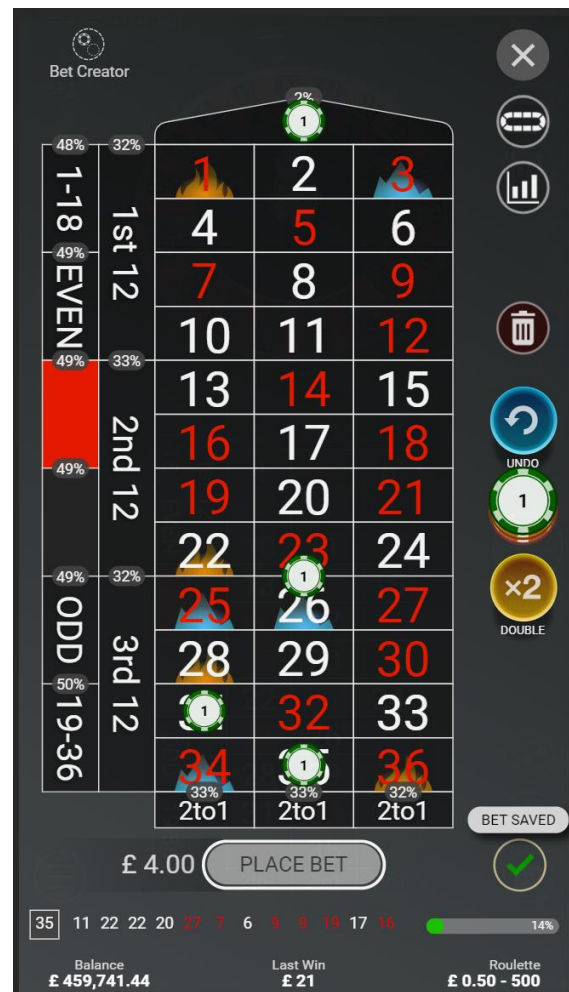 Bet Creator
2%
1
48% 32%
1-18
1st 12
1 2 3
4 5 6
49%
EVEN
7 8 9
10 11 12
49% 33%
2nd 12
13 14 15
16 17 18
49%
UNDO
19 20 21
1
22 23 24
1
49% 32%
ODD
3rd 12
25 26 27
×2
DOUBLE
28 29 30
50%
19-36
1 32 33
34 1 36
33% 33% 32%
2to1 2to1 2to1
BET SAVED
£ 4.00 PLACE BET
35 11 22 22 20 27 7 6 9 9 19 17 16 14%
Balance Last Win Roulette
£ 459,741.44 £ 21 £ 0.50 - 500